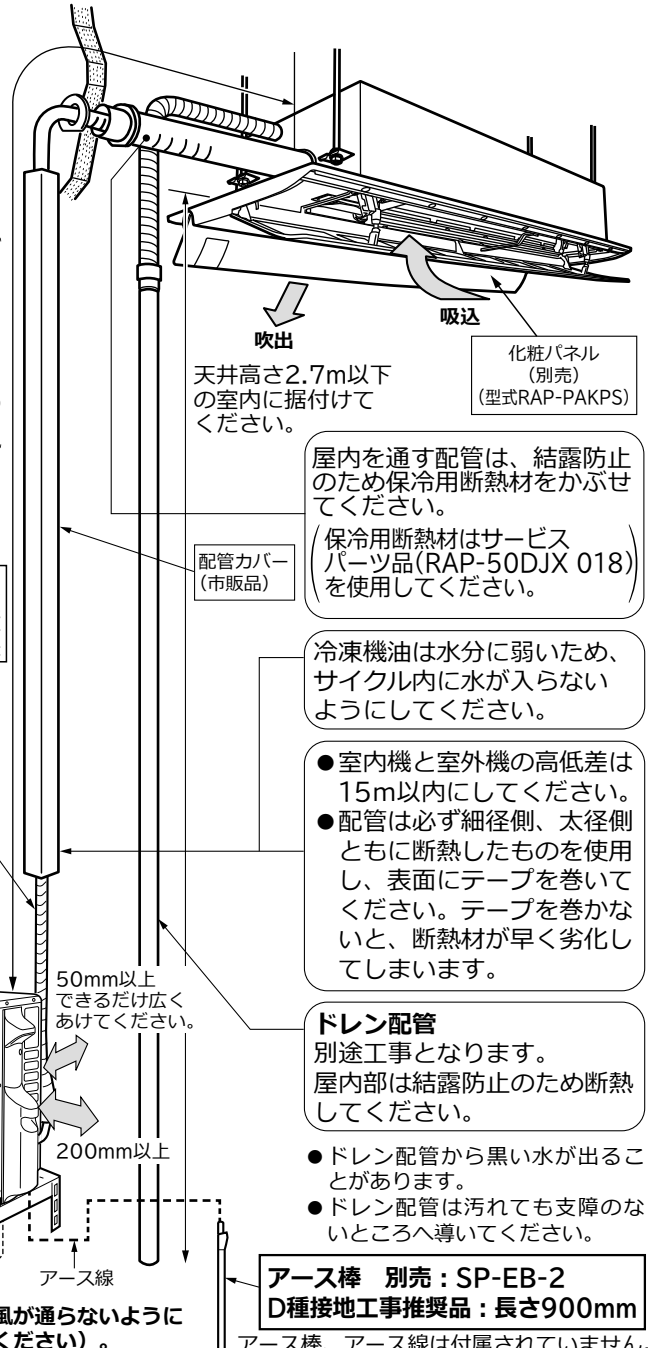 吹出
吸込
化粧パネル
(別売)
(型式RAP-PAKPS)
天井高さ2.7m以下
の室内に据付けて
ください。
屋内を通す配管は、結露防止
のため保冷用断熱材をかぶせ
てください。
(保冷用断熱材はサービス
パーツ品(RAP-50DJX 018)
を使用してください。)
配管カバー
(市販品)
冷凍機油は水分に弱いため、
サイクル内に水が入らない
ようにしてください。
●室内機と室外機の高低差は
15m以内にしてください。
●配管は必ず細径側、太径側
ともに断熱したものを使用
し、表面にテープを巻いて
ください。テープを巻かな
いと、断熱材が早く劣化し
てしまいます。
50mm以上
できるだけ広く
あけてください。
200mm以上
ドレン配管
別途工事となります。
屋内部は結露防止のため断熱
してください。
●ドレン配管から黒い水が出るこ
とがあります。
●ドレン配管は汚れても支障のな
いところへ導いてください。
アース線
アース棒 別売:SP-EB-2
D種接地工事推奨品:長さ900mm
風が通らないように
ください)。
アース棒、アース線は付属されていません。